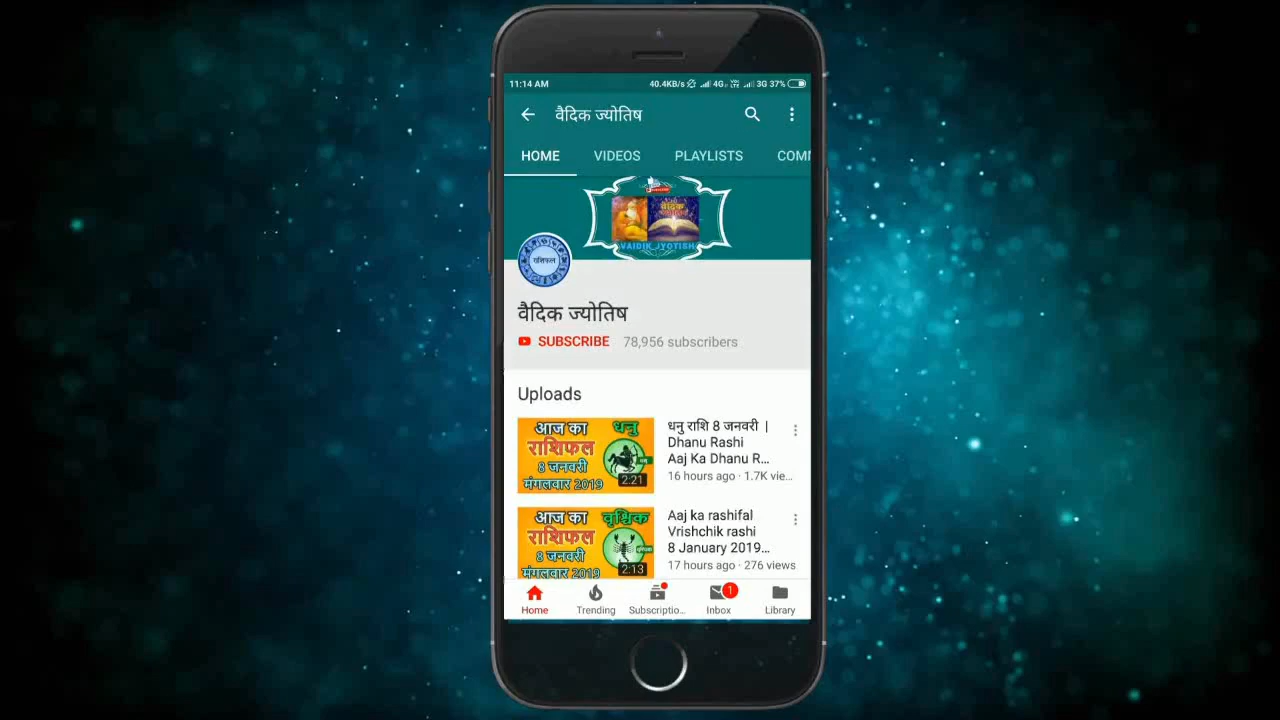 11:14 AM
40.4KB/s 4G VoLTE 3G 37%
वैदिक ज्योतिष
HOME VIDEOS PLAYLISTS COMM
वैदिक
VAIDIK JYOTISH
राशिफल
वैदिक ज्योतिष
SUBSCRIBE 78,956 subscribers
Uploads
आज का धनु
राशिफल
8 जनवरी
मंगलवार 2019
2:21
धनु राशि 8 जनवरी |
Dhanu Rashi
Aaj Ka Dhanu R...
16 hours ago · 1.7K vie...
आज का वृश्चिक
राशिफल
8 जनवरी
मंगलवार 2019
2:13
Aaj ka rashifal
Vrishchik rashi
8 January 2019...
17 hours ago · 276 views
1
Home Trending Subscriptio... Inbox Library